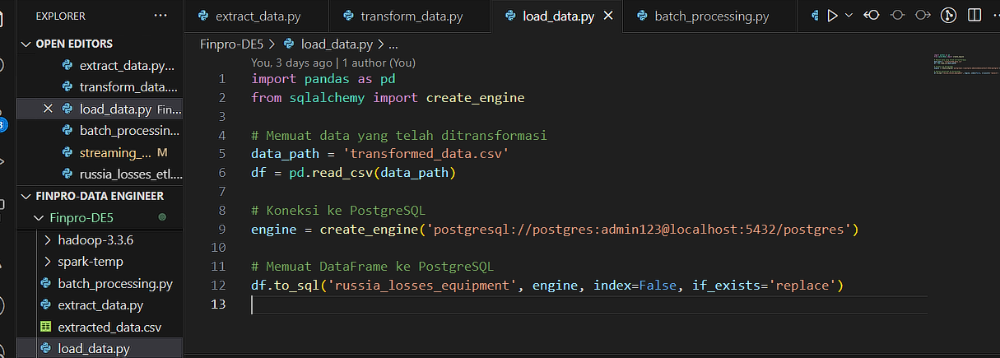 EXPLORER ...
OPEN EDITORS
extract_data.py...
transform_data....
load_data.py Fin...
batch_processin...
streaming_... M
russia_losses_etl....
FINPRO-DATA ENGINEER
Finpro-DE5
hadoop-3.3.6
spark-temp
batch_processing.py
extract_data.py
extracted_data.csv
load_data.py
extract_data.py transform_data.py load_data.py batch_processing.py
Finpro-DE5 > load_data.py > ...
You, 3 days ago | 1 author (You)
1 import pandas as pd
2 from sqlalchemy import create_engine
3
4 # Memuat data yang telah ditransformasi
5 data_path = 'transformed_data.csv'
6 df = pd.read_csv(data_path)
7
8 # Koneksi ke PostgreSQL
9 engine = create_engine('postgresql://postgres:admin123@localhost:5432/postgres')
10
11 # Memuat DataFrame ke PostgreSQL
12 df.to_sql('russia_losses_equipment', engine, index=False, if_exists='replace')
13